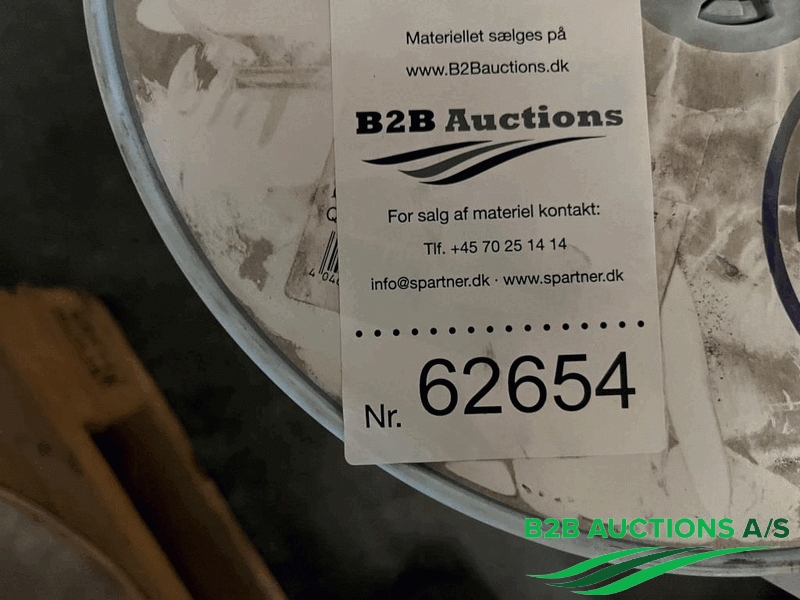 Materiellet sælges på
www.B2Bauctions.dk
B2B Auctions
For salg af materiel kontakt:
Tlf. +45 70 25 14 14
info@spartner.dk · www.spartner.dk
Nr. 62654
B2B AUCTIONS A/S